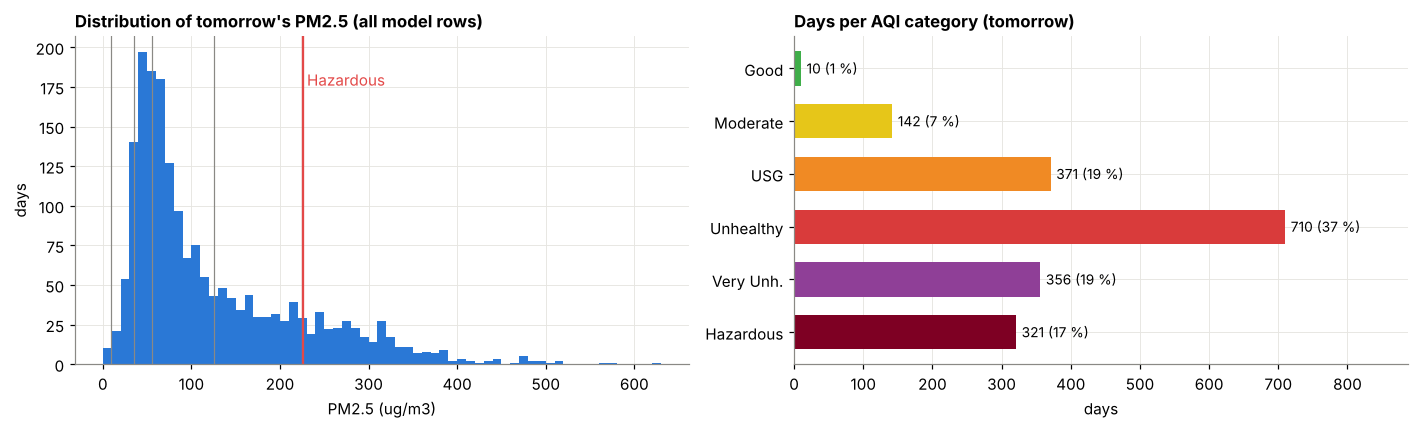 Distribution of tomorrow's PM2.5 (all model rows)
200
175
150
125
100
75
50
25
0
days
Hazardous
0 100 200 300 400 500 600
PM2.5 (ug/m3)
Days per AQI category (tomorrow)
Good 10 (1 %)
Moderate 142 (7 %)
USG 371 (19 %)
Unhealthy 710 (37 %)
Very Unh. 356 (19 %)
Hazardous 321 (17 %)
0 100 200 300 400 500 600 700 800
days